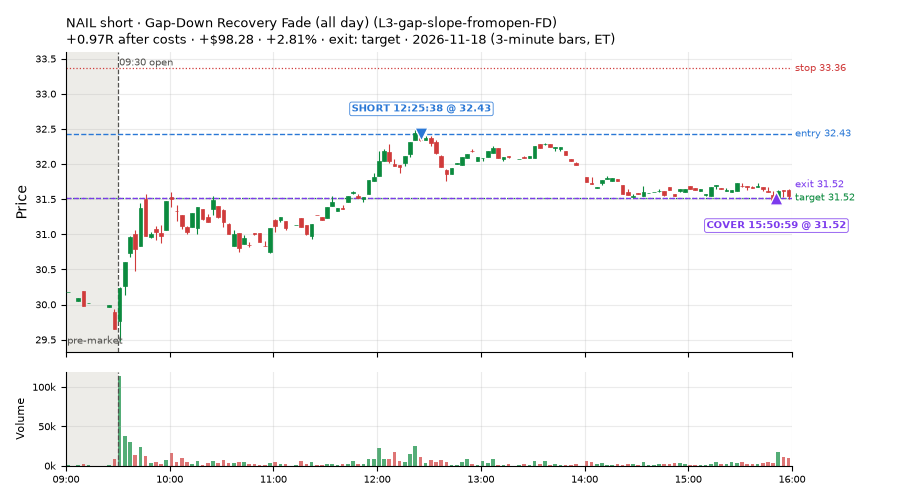 NAIL short · Gap-Down Recovery Fade (all day) (L3-gap-slope-fromopen-FD)
+0.97R after costs · +$98.28 · +2.81% · exit: target · 2026-11-18 (3-minute bars, ET)
33.5
33.0
32.5
32.0
31.5
31.0
30.5
30.0
29.5
Price
09:30 open
pre-market
SHORT 12:25:38 @ 32.43
COVER 15:50:59 @ 31.52
stop 33.36
entry 32.43
exit 31.52
target 31.52
100k
50k
0k
Volume
09:00
10:00
11:00
12:00
13:00
14:00
15:00
16:00